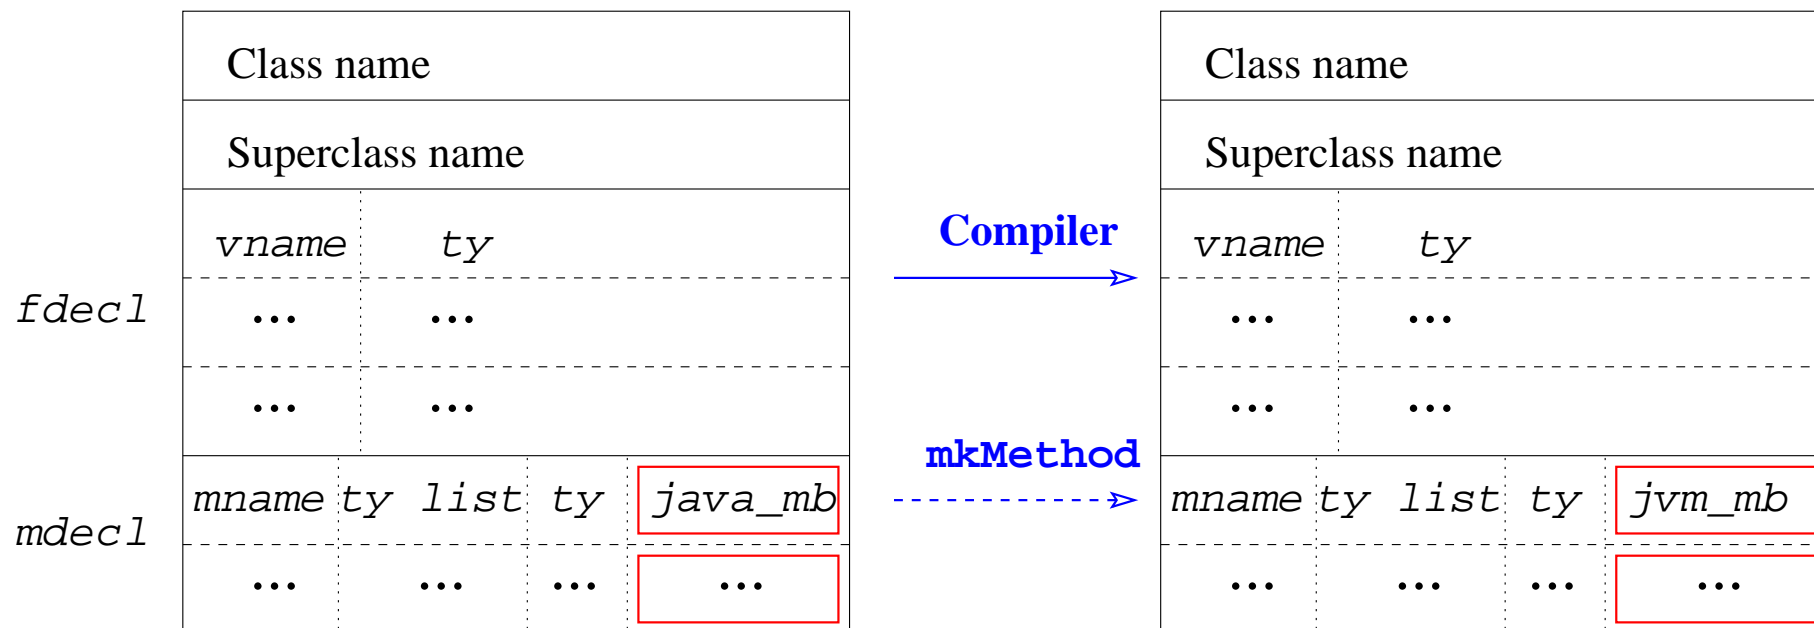 Class name
Superclass name
vname ty
fdecl
... ...
... ...
mname ty list ty java_mb
mdecl
... ... ... ...
Compiler
mkMethod
Class name
Superclass name
vname ty
... ...
... ...
mname ty list ty jvm_mb
... ... ... ...